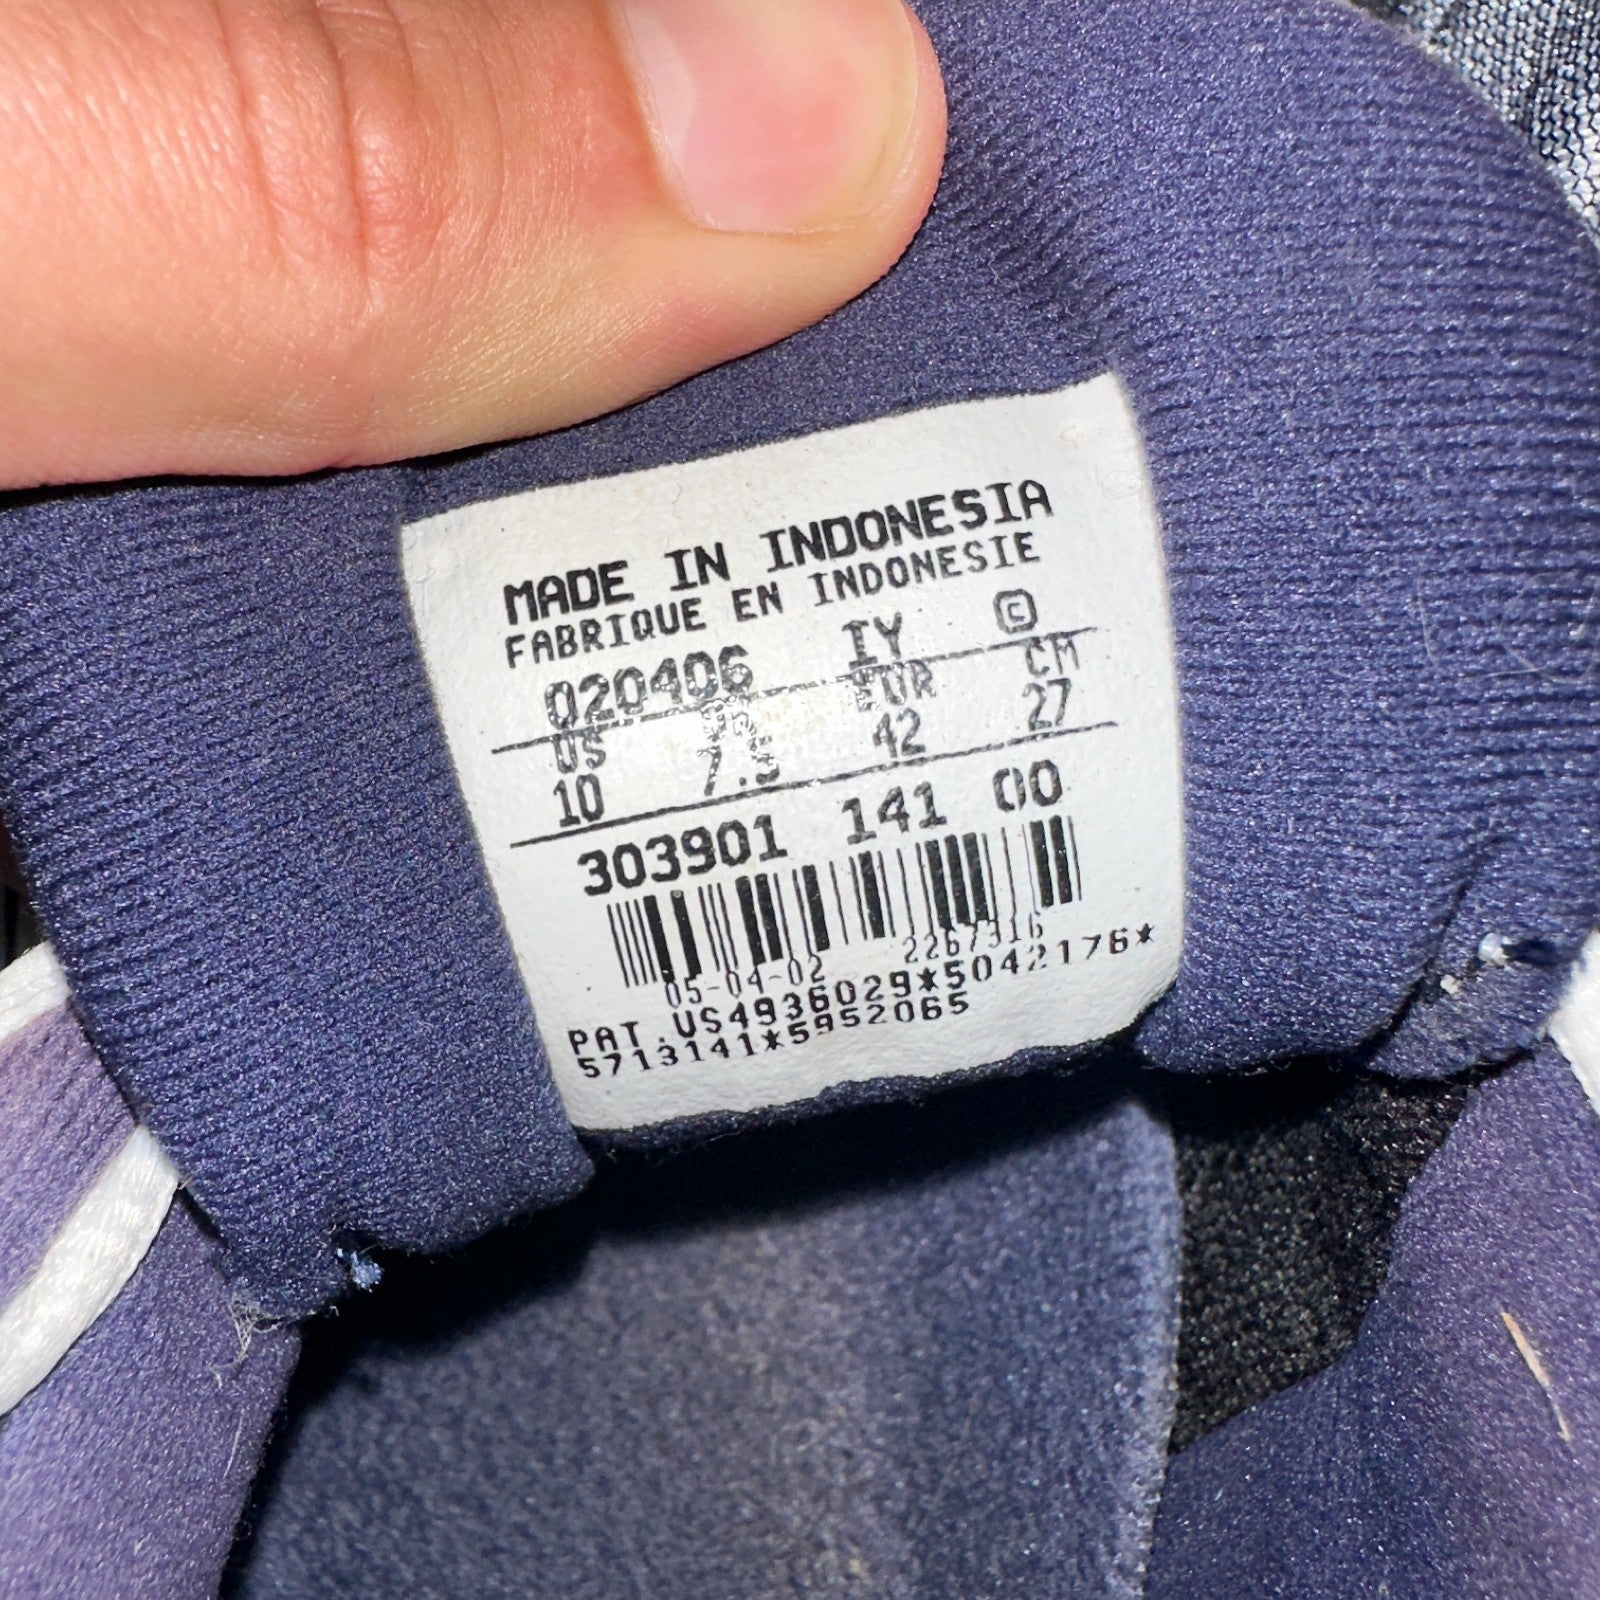 MADE IN INDONESIA
FABRIQUE EN INDONESIE
020406 IY ©
US UK EUR CM
10 7.5 42 27
303901 141 00
05-04-02 2267316
PAT.US4936029*5042176*
5713141*5952065